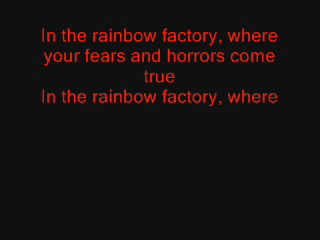 In the rainbow factory, where
your fears and horrors come
true
In the rainbow factory, where